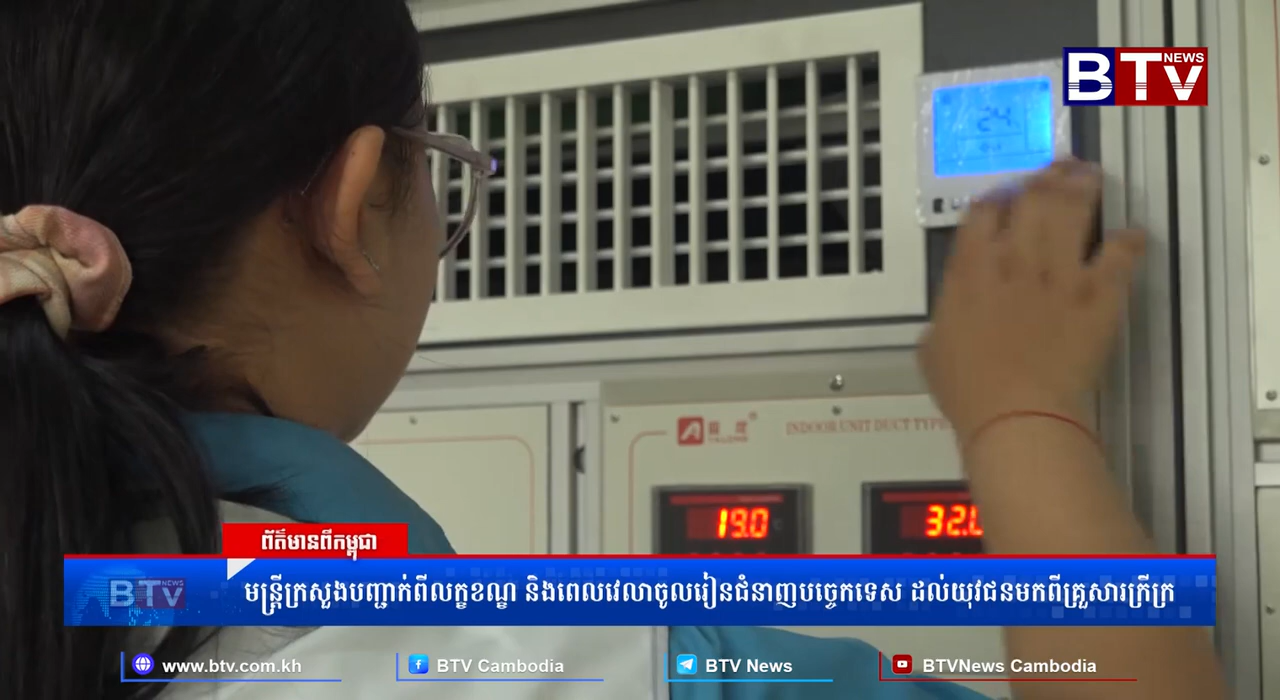 BTV NEWS
24
YALONG
INDOOR UNIT DUCT TYPE
19.0
32.0
ព័ត៌មានពីកម្ពុជា
BTV NEWS
មន្ត្រីក្រសួងបញ្ជាក់ពីលក្ខខណ្ឌ និងពេលវេលាចូលរៀនជំនាញបច្ចេកទេស ដល់យុវជនមកពីគ្រួសារក្រីក្រ
www.btv.com.kh
BTV Cambodia
BTV News
BTVNews Cambodia